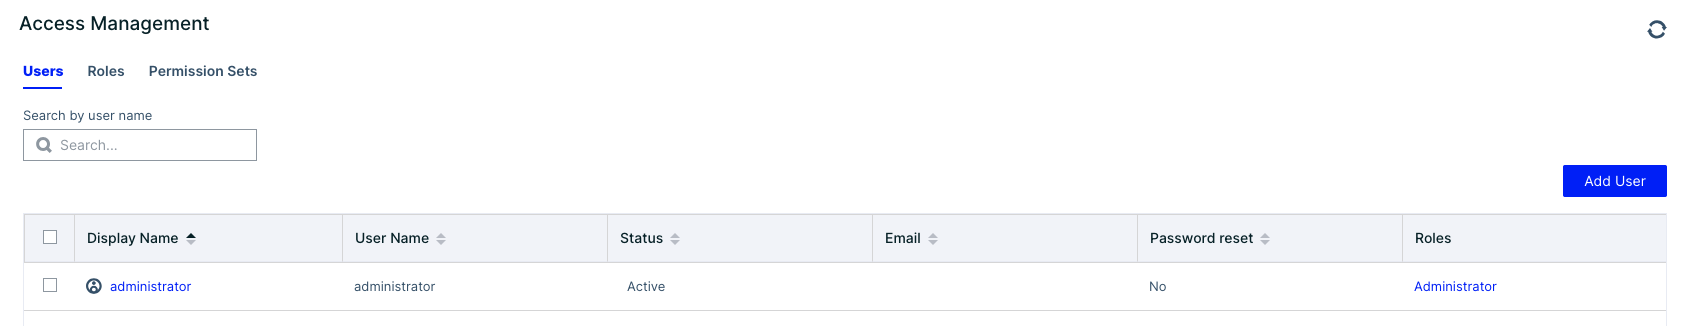 Access Management
Users Roles Permission Sets
Search by user name
Search...
Add User
Display Name User Name Status Email Password reset Roles
administrator administrator Active No Administrator